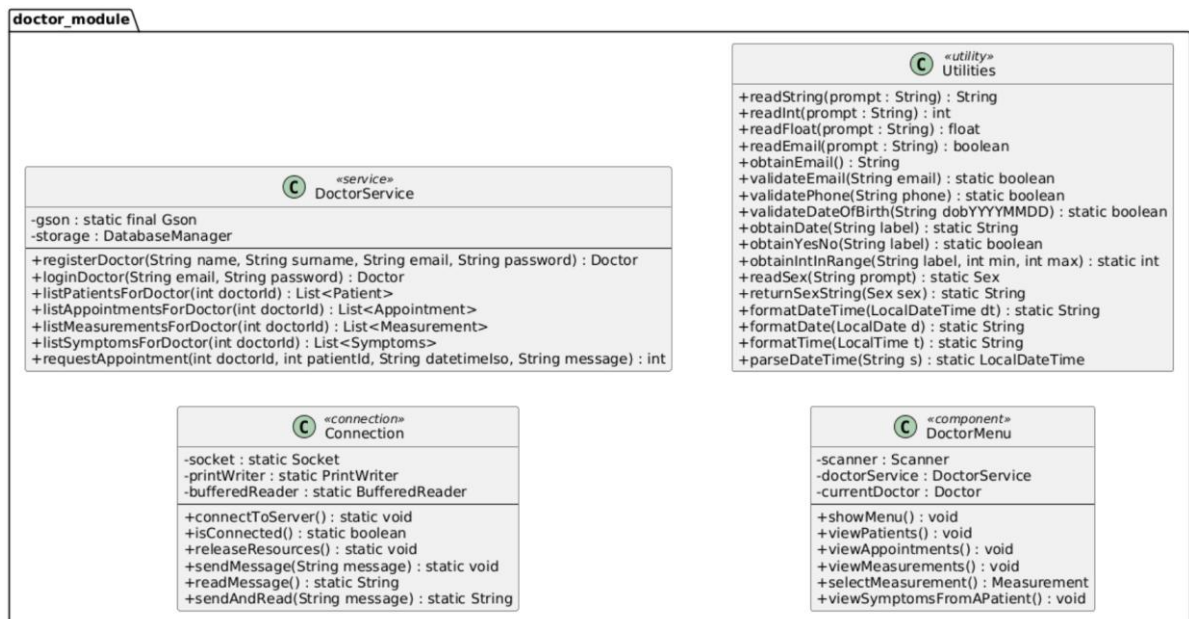 doctor_module
«utility»
C Utilities
+readString(prompt : String) : String
+readInt(prompt : String) : int
+readFloat(prompt : String) : float
+readEmail(prompt : String) : boolean
+obtainEmail() : String
+validateEmail(String email) : static boolean
+validatePhone(String phone) : static boolean
+validateDateOfBirth(String dobYYYYMMDD) : static boolean
+obtainDate(String label) : static String
+obtainYesNo(String label) : static boolean
+obtainIntInRange(String label, int min, int max) : static int
+readSex(String prompt) : static Sex
+returnSexString(Sex sex) : static String
+formatDateTime(LocalDateTime dt) : static String
+formatDate(LocalDate d) : static String
+formatTime(LocalTime t) : static String
+parseDateTime(String s) : static LocalDateTime
«service»
C DoctorService
-gson : static final Gson
-storage : DatabaseManager
+registerDoctor(String name, String surname, String email, String password) : Doctor
+loginDoctor(String email, String password) : Doctor
+listPatientsForDoctor(int doctorId) : List<Patient>
+listAppointmentsForDoctor(int doctorId) : List<Appointment>
+listMeasurementsForDoctor(int doctorId) : List<Measurement>
+listSymptomsForDoctor(int doctorId) : List<Symptoms>
+requestAppointment(int doctorId, int patientId, String datetimeIso, String message) : int
«connection»
C Connection
-socket : static Socket
-printWriter : static PrintWriter
-bufferedReader : static BufferedReader
+connectToServer() : static void
+isConnected() : static boolean
+releaseResources() : static void
+sendMessage(String message) : static void
+readMessage() : static String
+sendAndRead(String message) : static String
«component»
C DoctorMenu
-scanner : Scanner
-doctorService : DoctorService
-currentDoctor : Doctor
+showMenu() : void
+viewPatients() : void
+viewAppointments() : void
+viewMeasurements() : void
+selectMeasurement() : Measurement
+viewSymptomsFromAPatient() : void